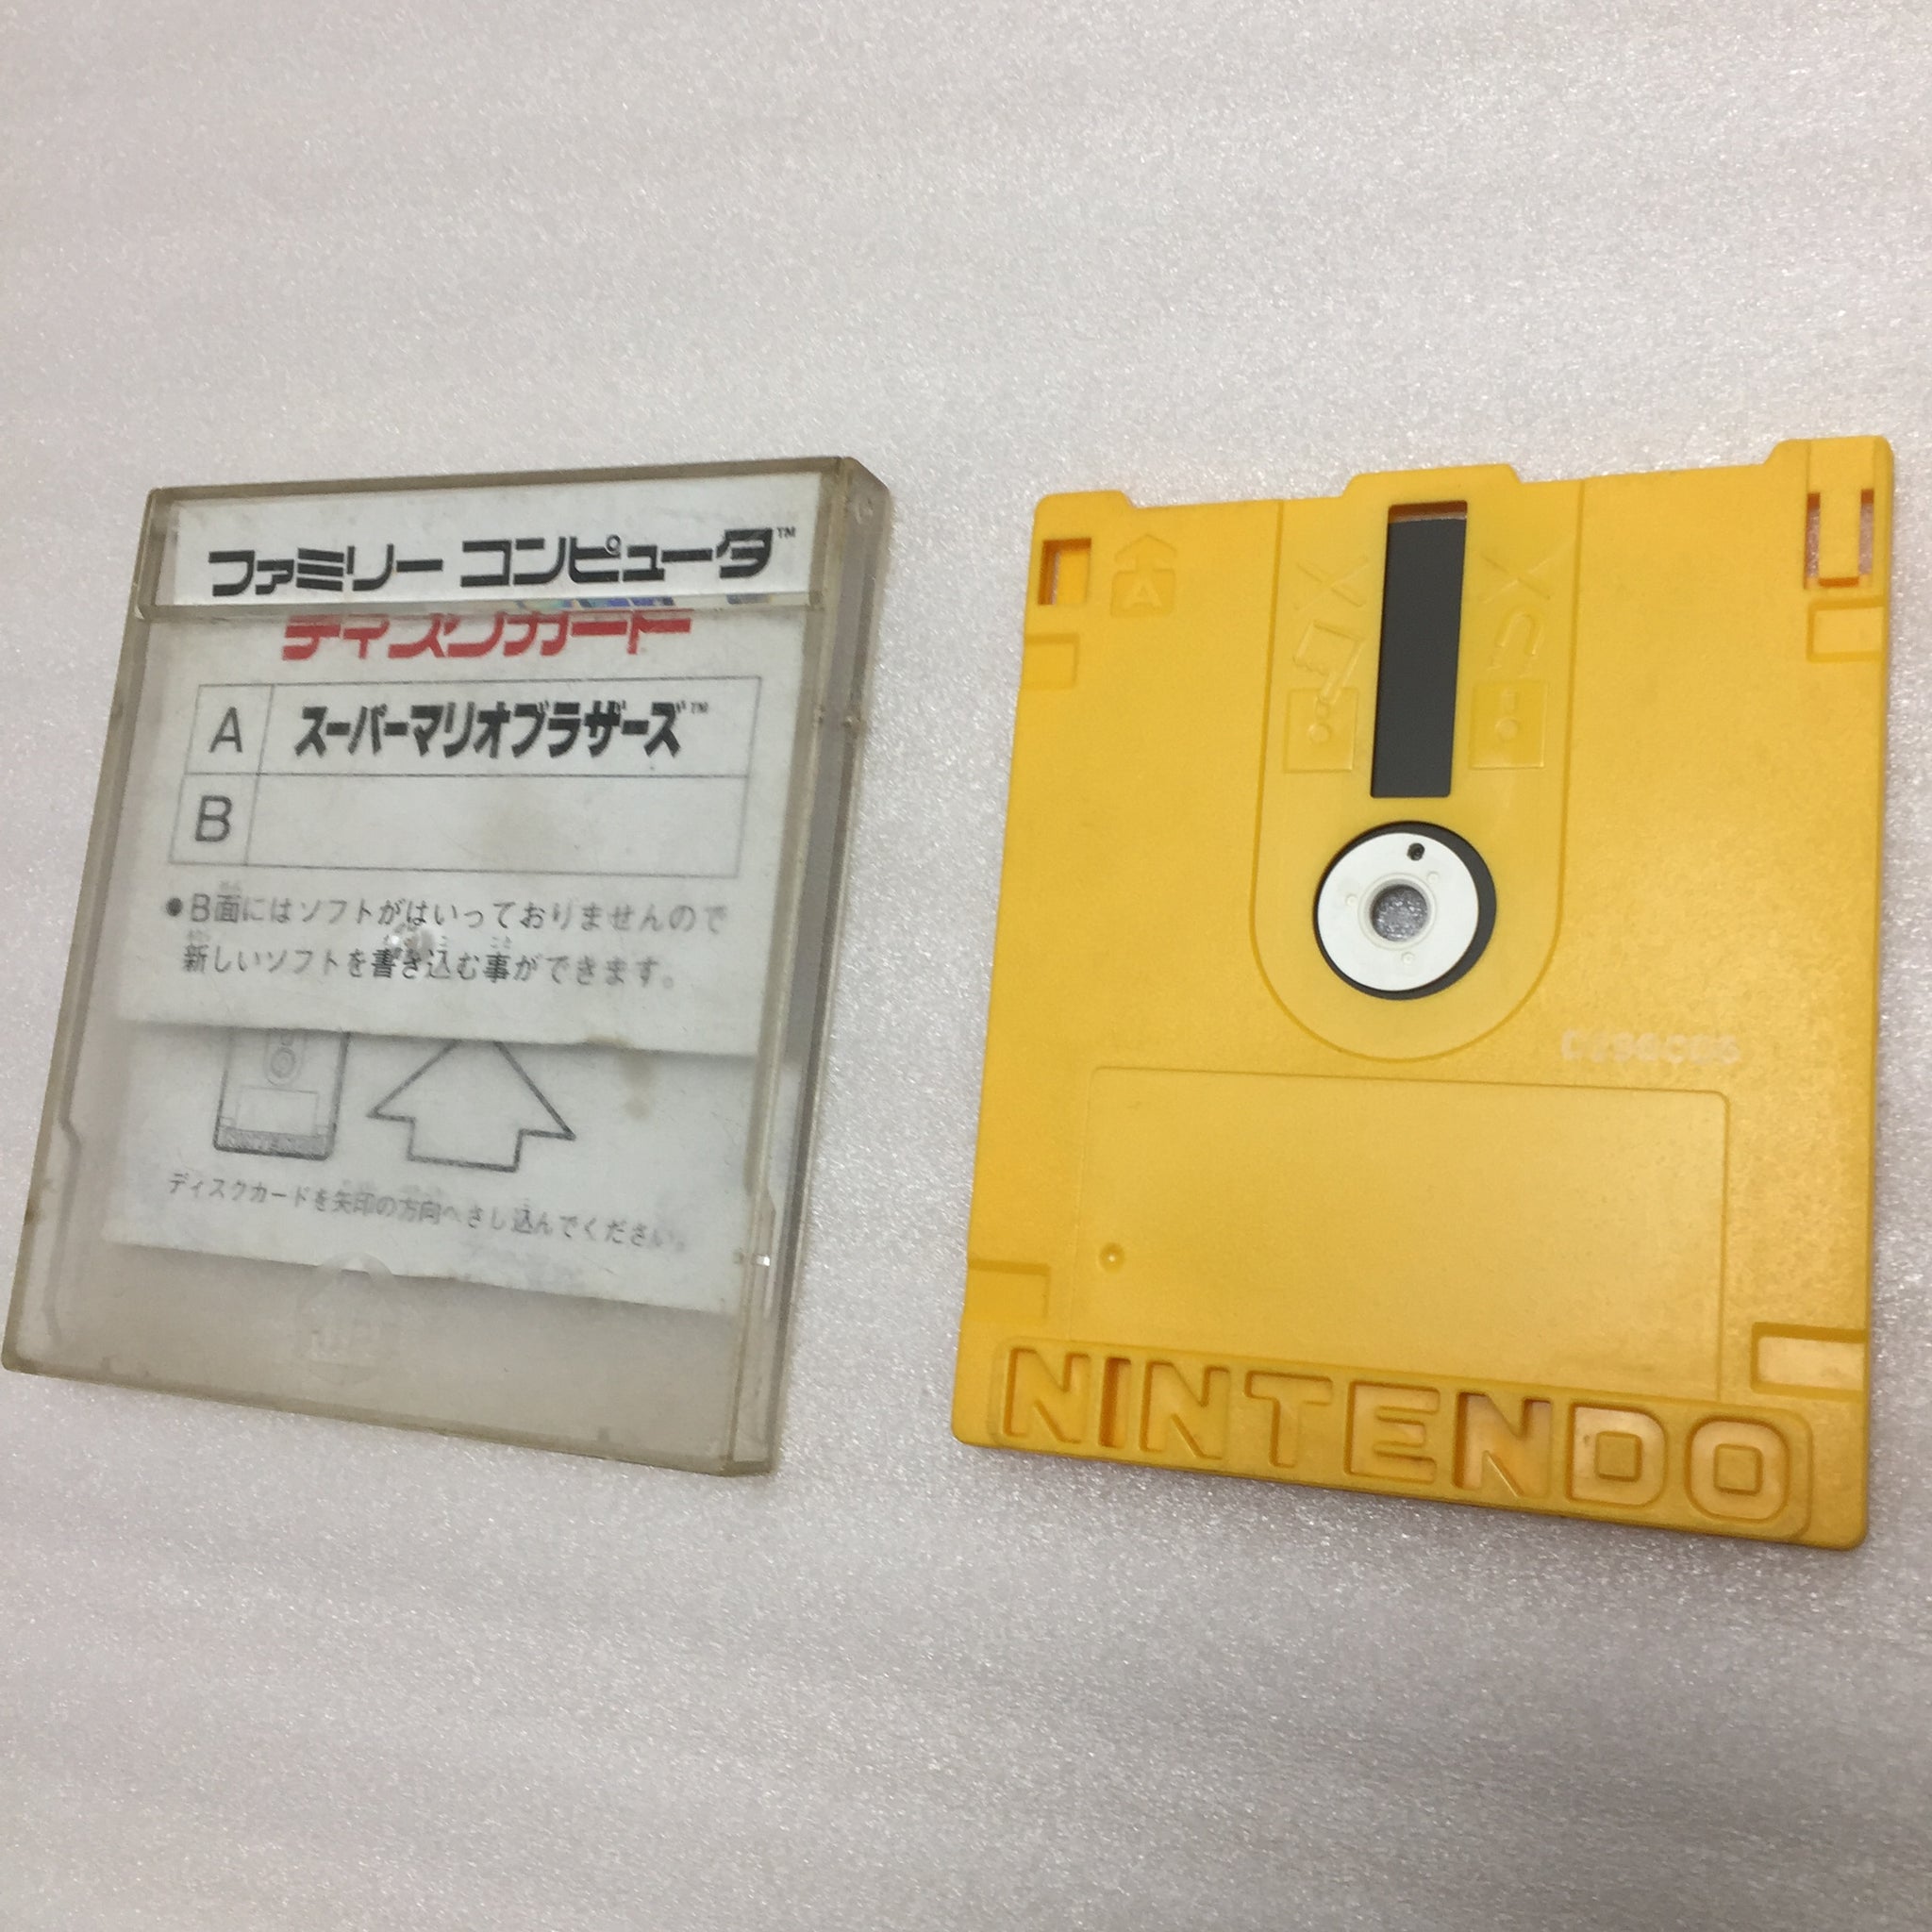 ファミリー コンピュータ™
ディスクカード
A スーパーマリオブラザーズ™
B
●B面にはソフトがはいっておりませんので
新しいソフトを書き込む事ができます。
ディスクカードを矢印の方向へさし込んでください。
A
NINTENDO